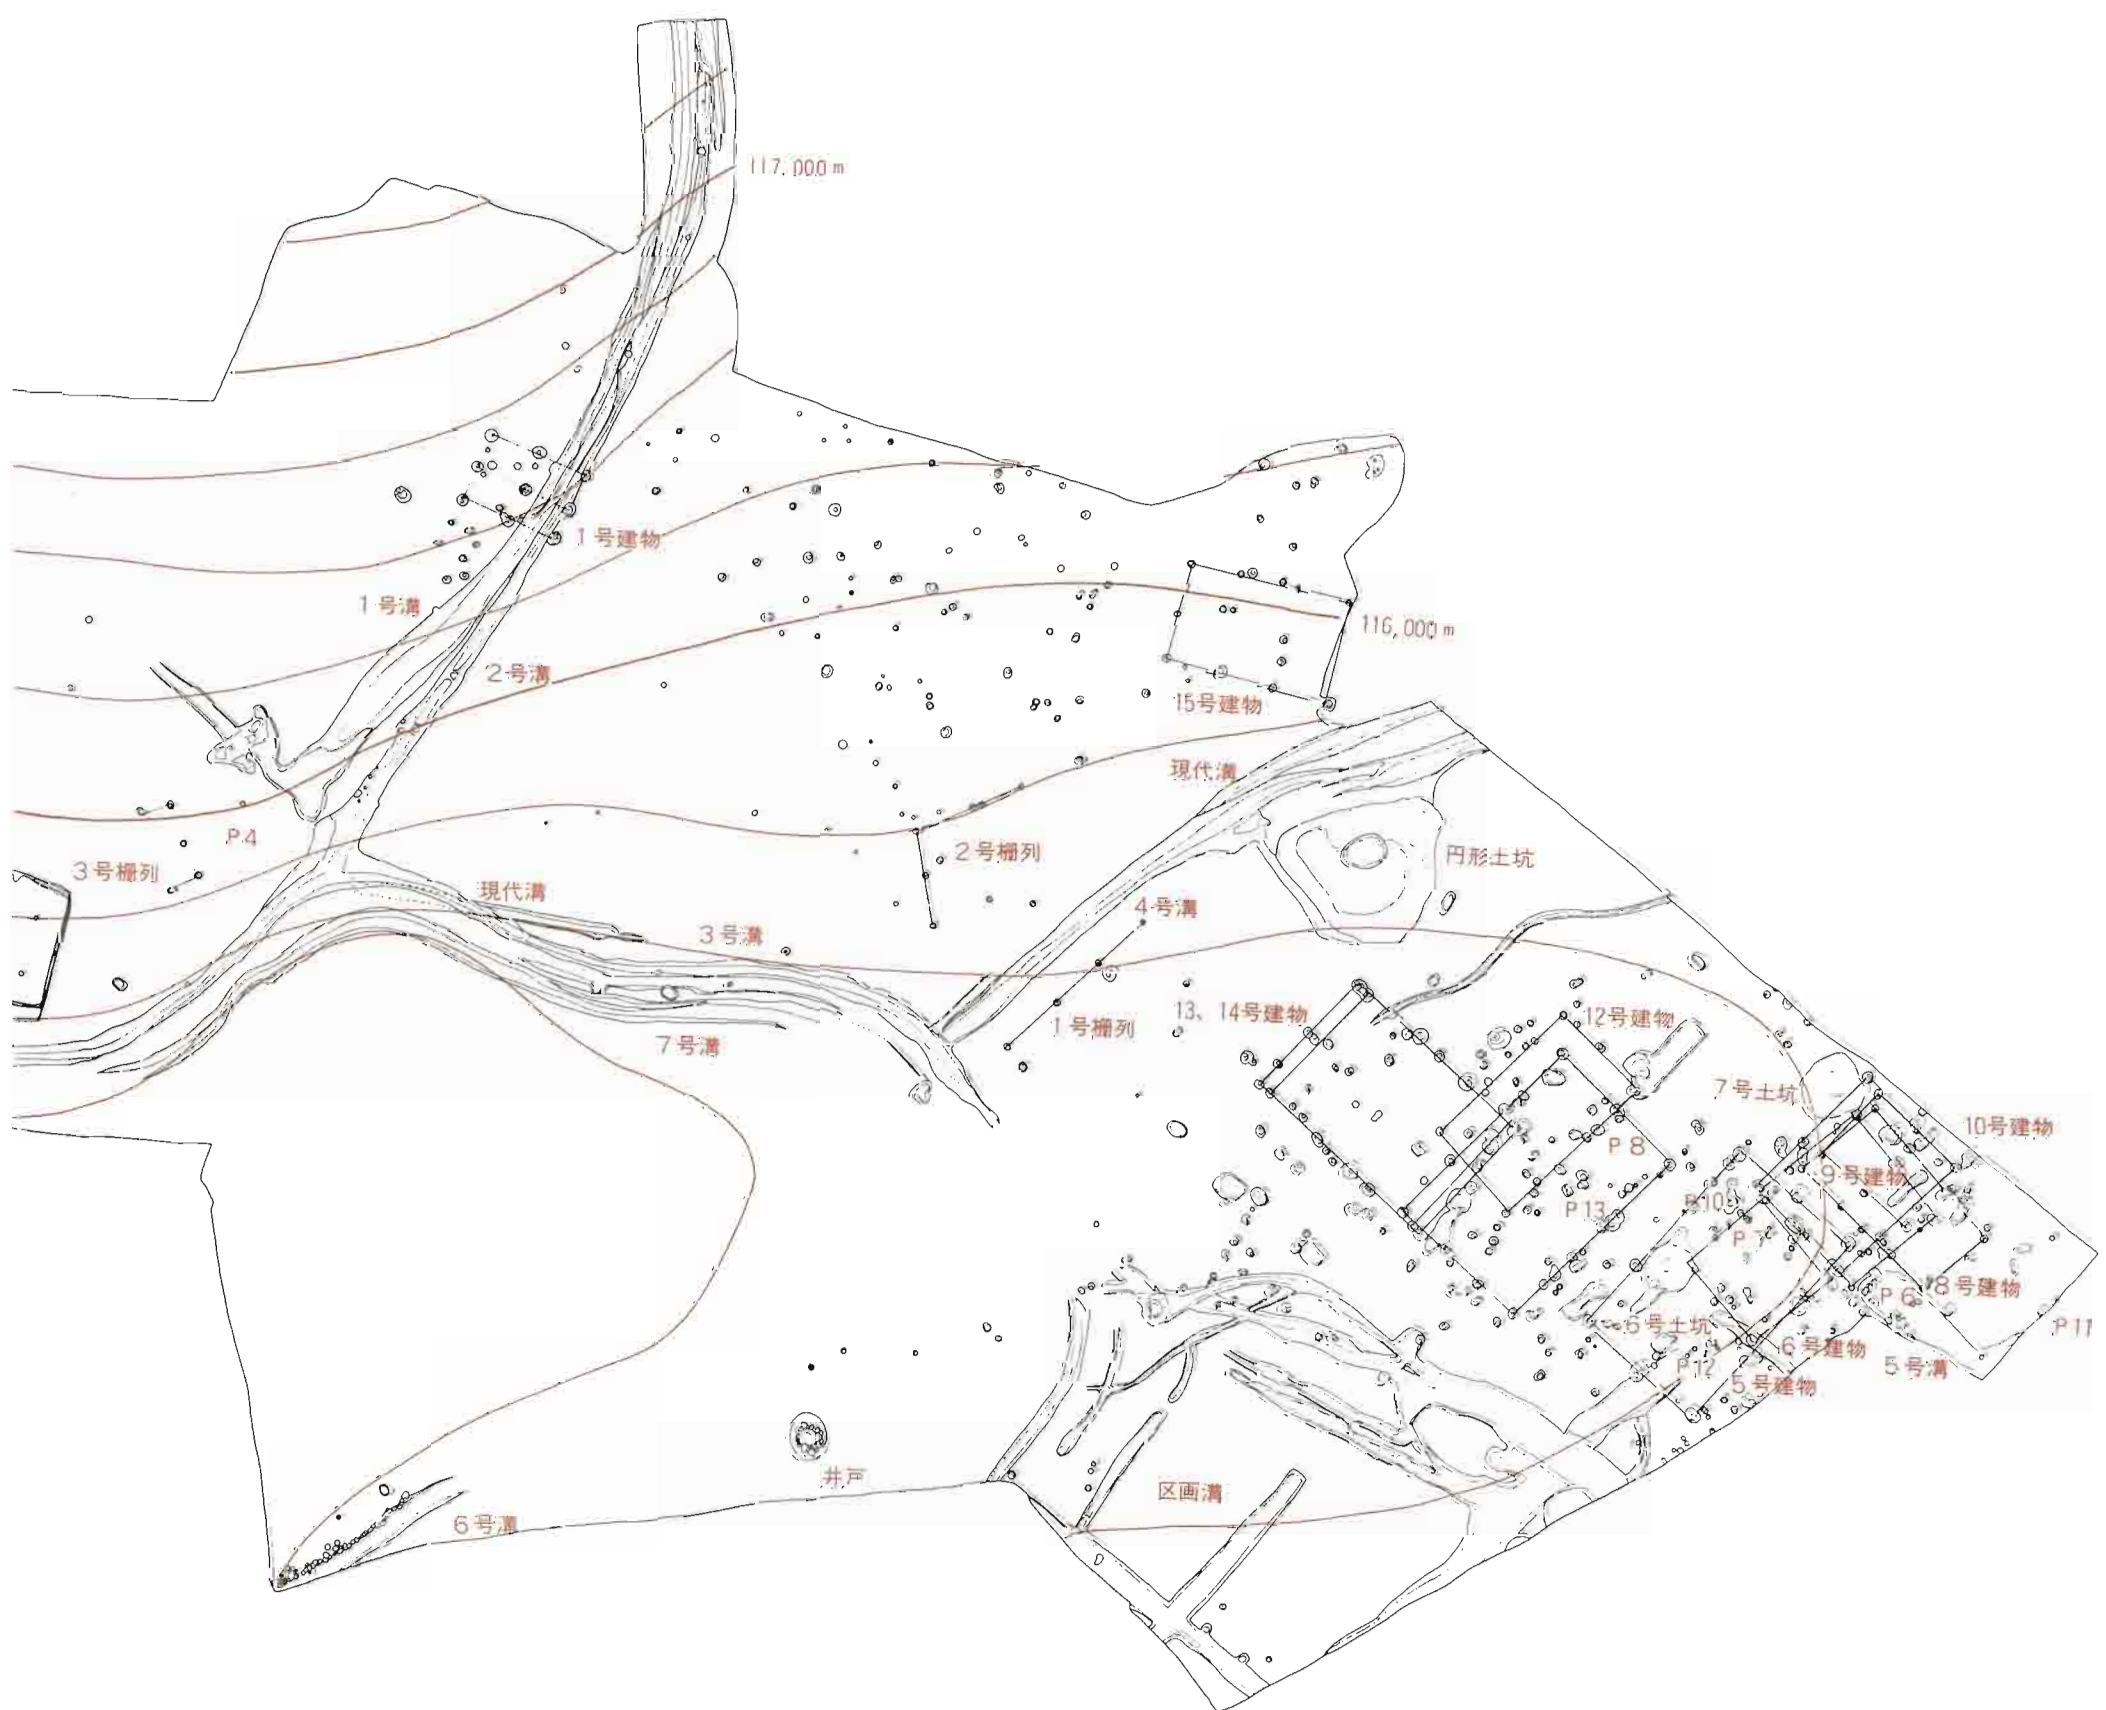 117.000m
1号建物
1号溝
2号溝
116,000m
15号建物
現代溝
P.4
3号柵列
2号柵列
円形土坑
現代溝
4号溝
3号溝
1号柵列
13、14号建物
12号建物
7号溝
7号土坑
10号建物
P8
9号建物
P10
P13
P7
8号建物
P6
P11
6号土坑
6号建物
P12
5号溝
5号建物
井戸
区画溝
6号溝